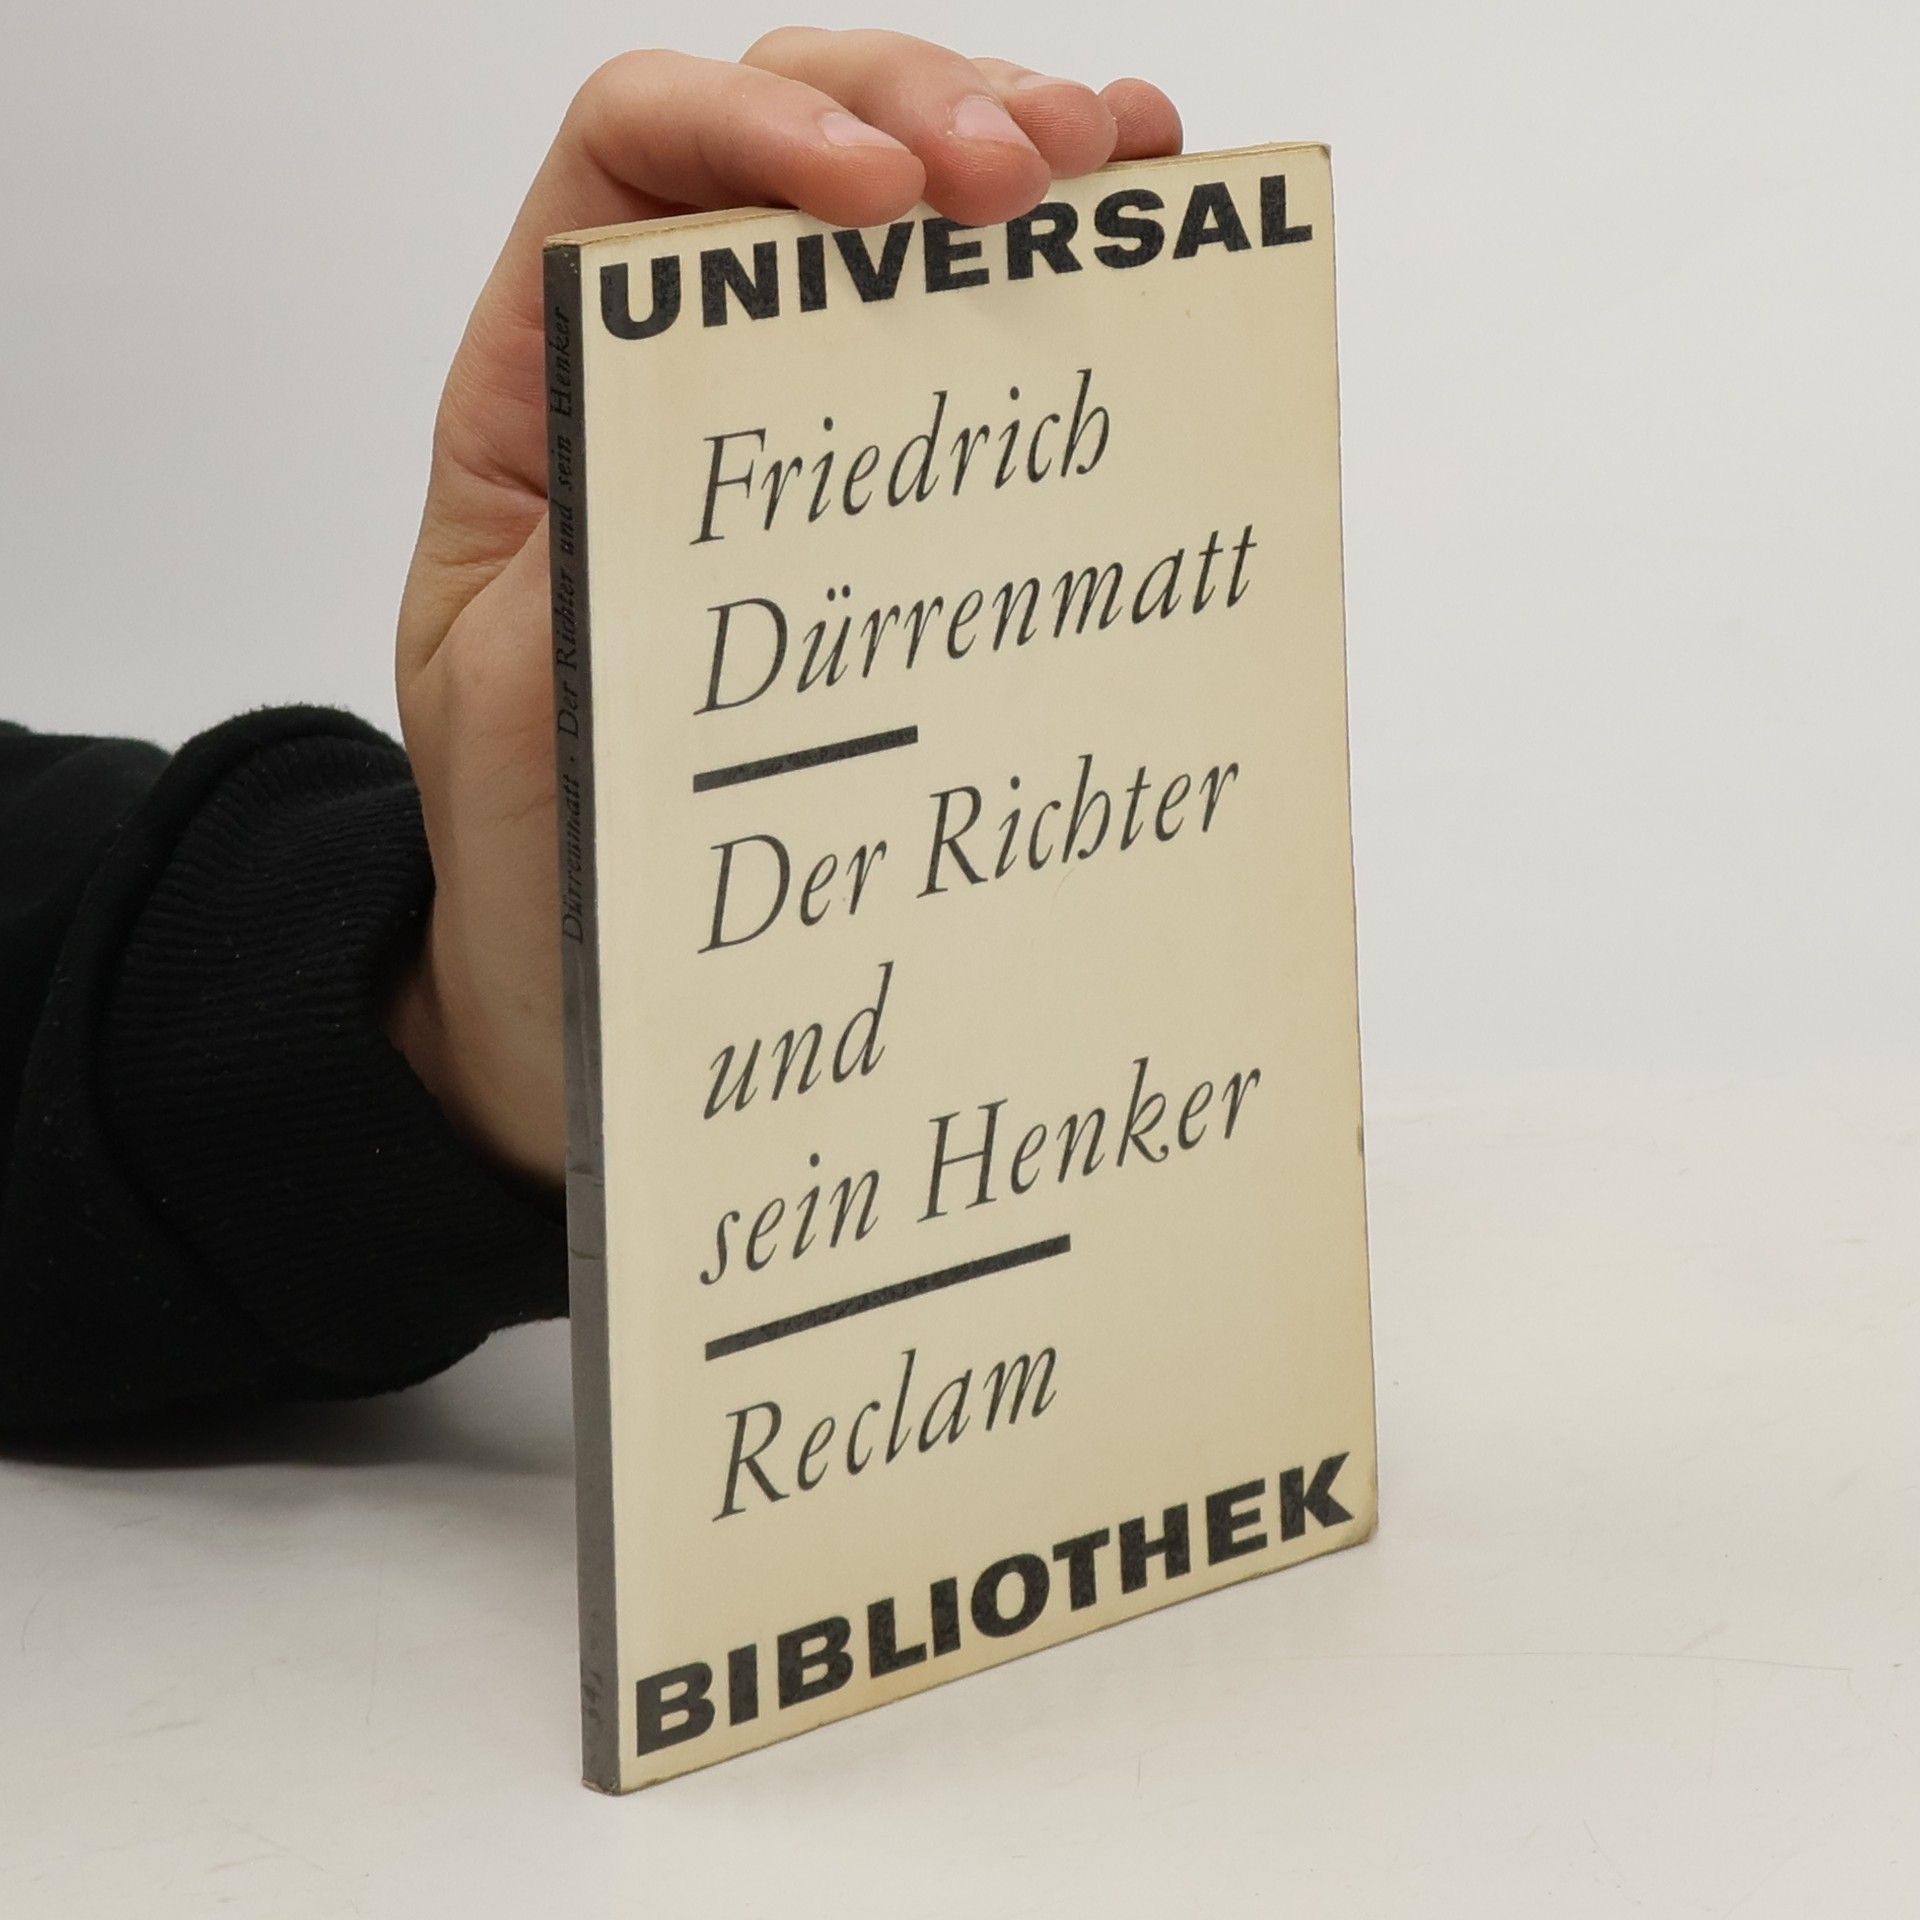 UNIVERSAL
Friedrich
Dürrenmatt
Der Richter
und
sein Henker
Reclam
BIBLIOTHEK
Dürrenmatt · Der Richter und sein Henker